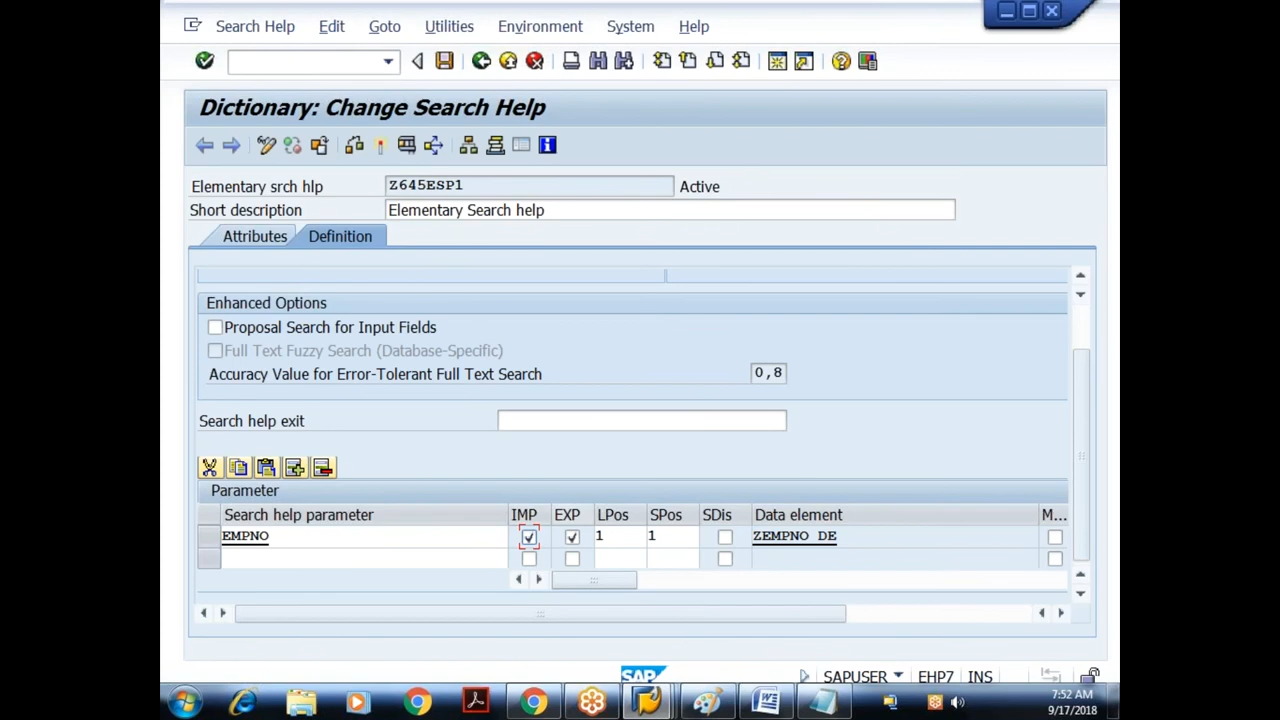 Search Help Edit Goto Utilities Environment System Help
Dictionary: Change Search Help
Elementary srch hlp Z645ESP1 Active
Short description Elementary Search help
Attributes Definition
Enhanced Options
Proposal Search for Input Fields
Full Text Fuzzy Search (Database-Specific)
Accuracy Value for Error-Tolerant Full Text Search 0,8
Search help exit
Parameter
Search help parameter IMP EXP LPos SPos SDis Data element M...
EMPNO 1 1 ZEMPNO_DE
SAP SAPUSER EHP7 INS
7:52 AM
9/17/2018